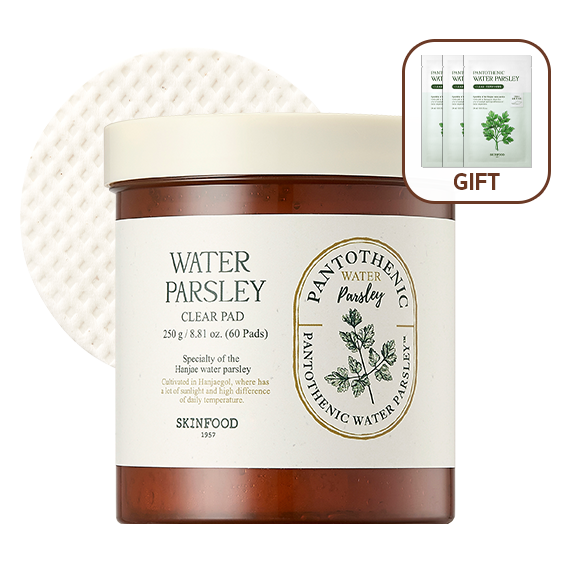 PANTOTHENIC
WATER PARSLEY
GIFT
WATER
PARSLEY
CLEAR PAD
250 g / 8.81 oz. (60 Pads)
Specialty of the
Hanjae water parsley
Cultivated in Hanjaegol, where has
a lot of sunlight and high difference
of daily temperature.
SKINFOOD
1957
PANTOTHENIC
WATER
Parsley
PANTOTHENIC WATER PARSLEY™